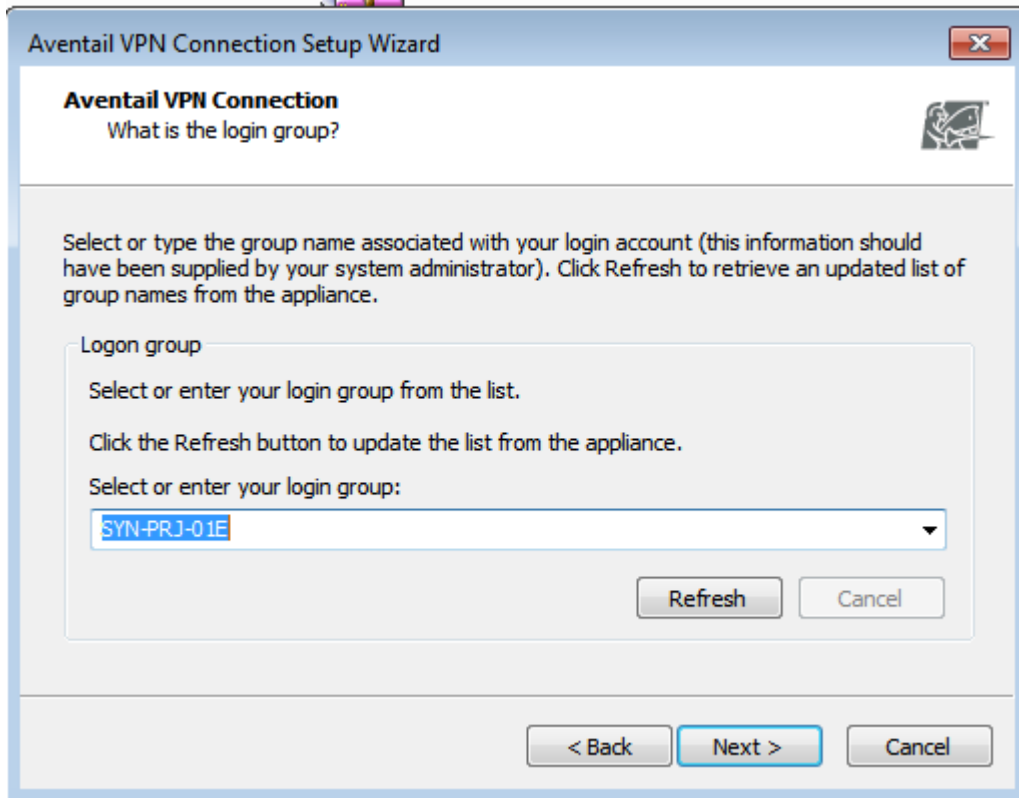 Aventail VPN Connection Setup Wizard
Aventail VPN Connection
What is the login group?
Select or type the group name associated with your login account (this information should
have been supplied by your system administrator). Click Refresh to retrieve an updated list of
group names from the appliance.
Logon group
Select or enter your login group from the list.
Click the Refresh button to update the list from the appliance.
Select or enter your login group:
SYN-PRJ-01E
Refresh Cancel
< Back Next > Cancel